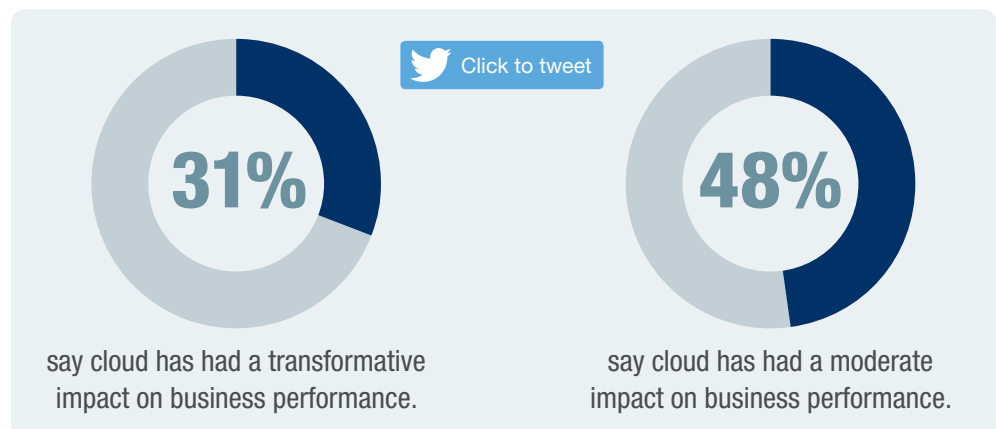 Click to tweet
31%
48%
say cloud has had a transformative
impact on business performance.
say cloud has had a moderate
impact on business performance.